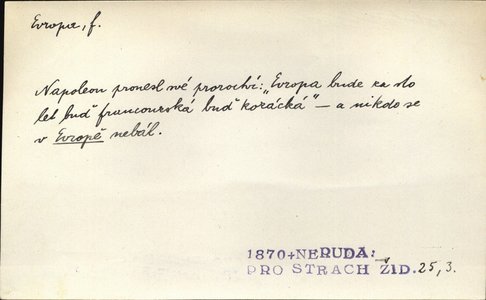 Evropa, f.
Napoleon pronesl své proroctví: „Evropa bude za sto
let buď francouzská buď kozácká“ — a nikdo se
v Evropě nebál.
1870+NERUDA:
PRO STRACH ŽID. 25, 3.